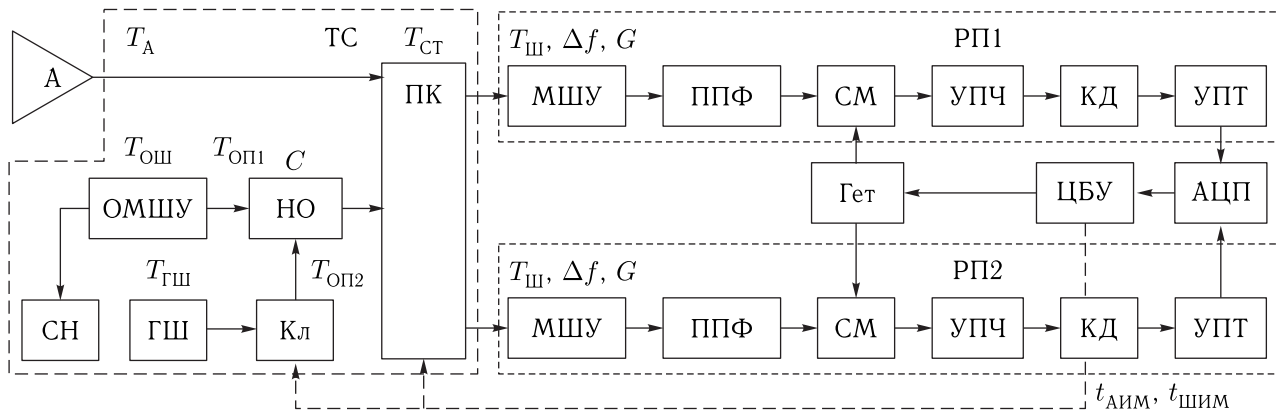 T_А ТС T_СТ
T_Ш, Δf, G РП1
А ПК МШУ ППФ СМ УПЧ КД УПТ
T_ОШ T_ОП1 C
ОМШУ НО Гет ЦБУ АЦП
T_ГШ T_ОП2
T_Ш, Δf, G РП2
СН ГШ Кл МШУ ППФ СМ УПЧ КД УПТ
t_АИМ, t_ШИМ